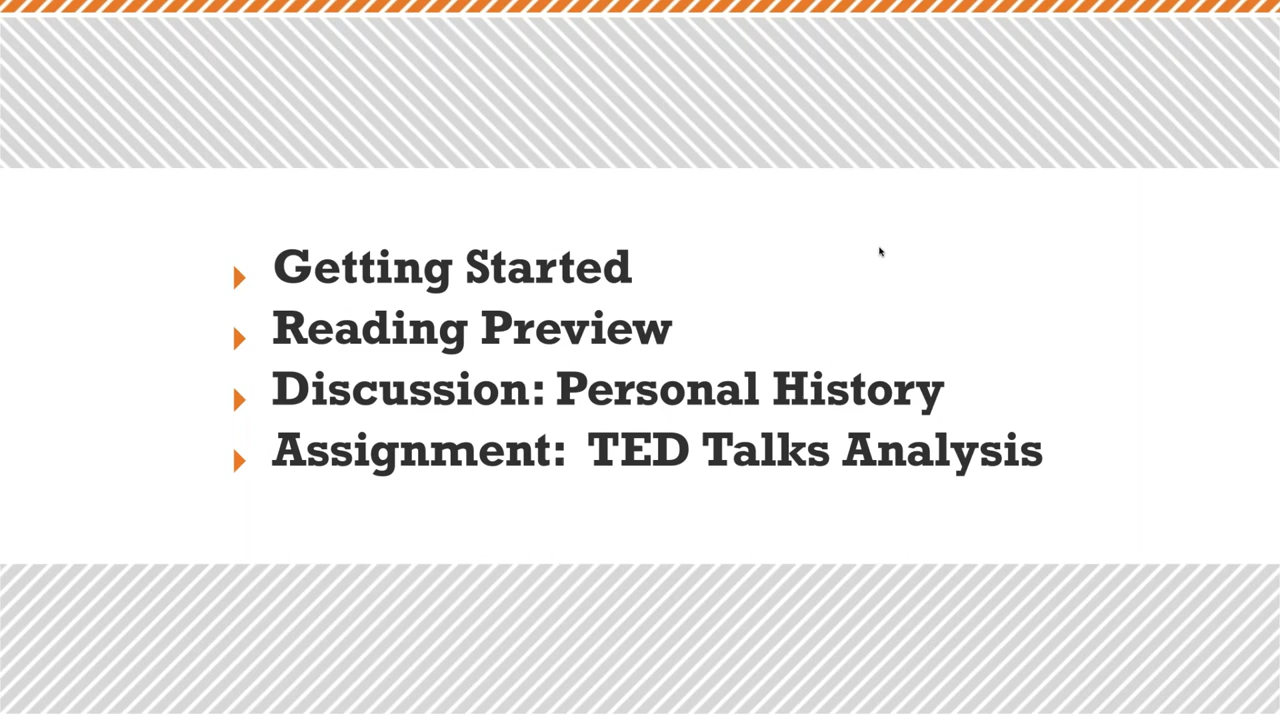 Getting Started
Reading Preview
Discussion: Personal History
Assignment: TED Talks Analysis